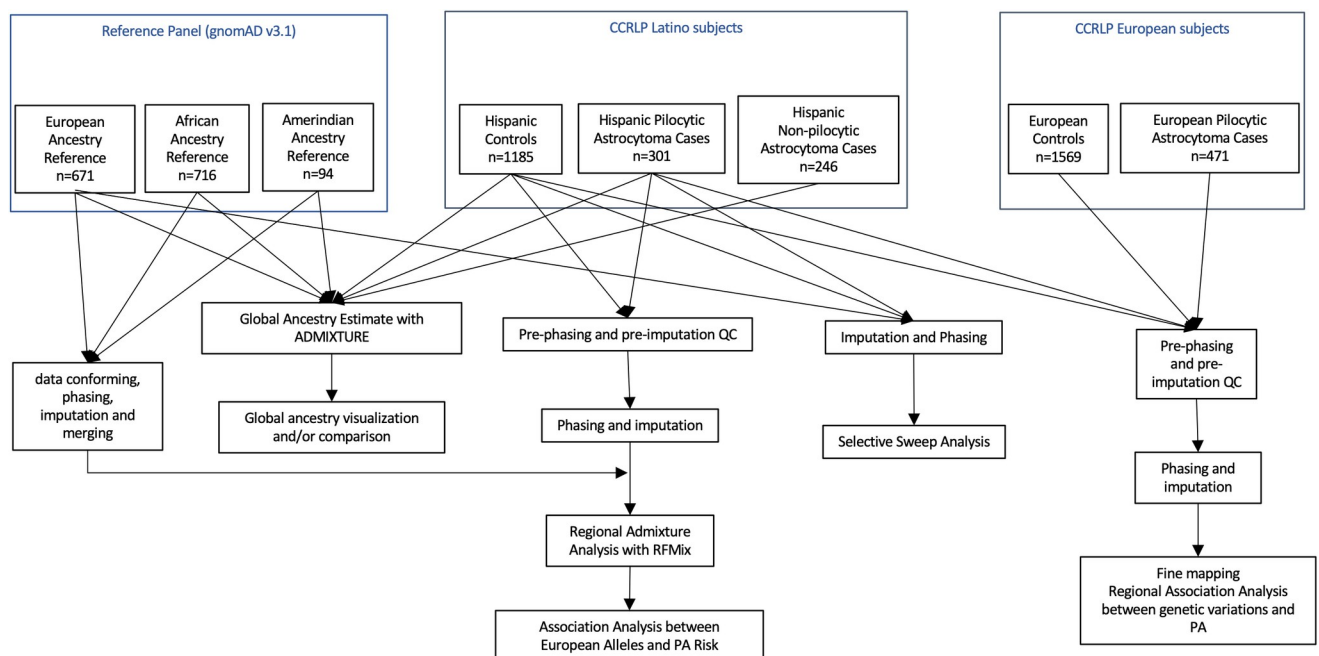 Reference Panel (gnomAD v3.1)
CCRLP Latino subjects
CCRLP European subjects
European
Ancestry
Reference
n=671
African
Ancestry
Reference
n=716
Amerindian
Ancestry
Reference
n=94
Hispanic
Controls
n=1185
Hispanic Pilocytic
Astrocytoma Cases
n=301
Hispanic
Non-pilocytic
Astrocytoma Cases
n=246
European
Controls
n=1569
European Pilocytic
Astrocytoma Cases
n=471
Global Ancestry Estimate with
ADMIXTURE
Pre-phasing and pre-imputation QC
Imputation and Phasing
Pre-phasing
and pre-
imputation QC
data conforming,
phasing,
imputation and
merging
Global ancestry visualization
and/or comparison
Phasing and imputation
Selective Sweep Analysis
Phasing and
imputation
Regional Admixture
Analysis with RFMix
Fine mapping
Regional Association Analysis
between genetic variations and
PA
Association Analysis between
European Alleles and PA Risk